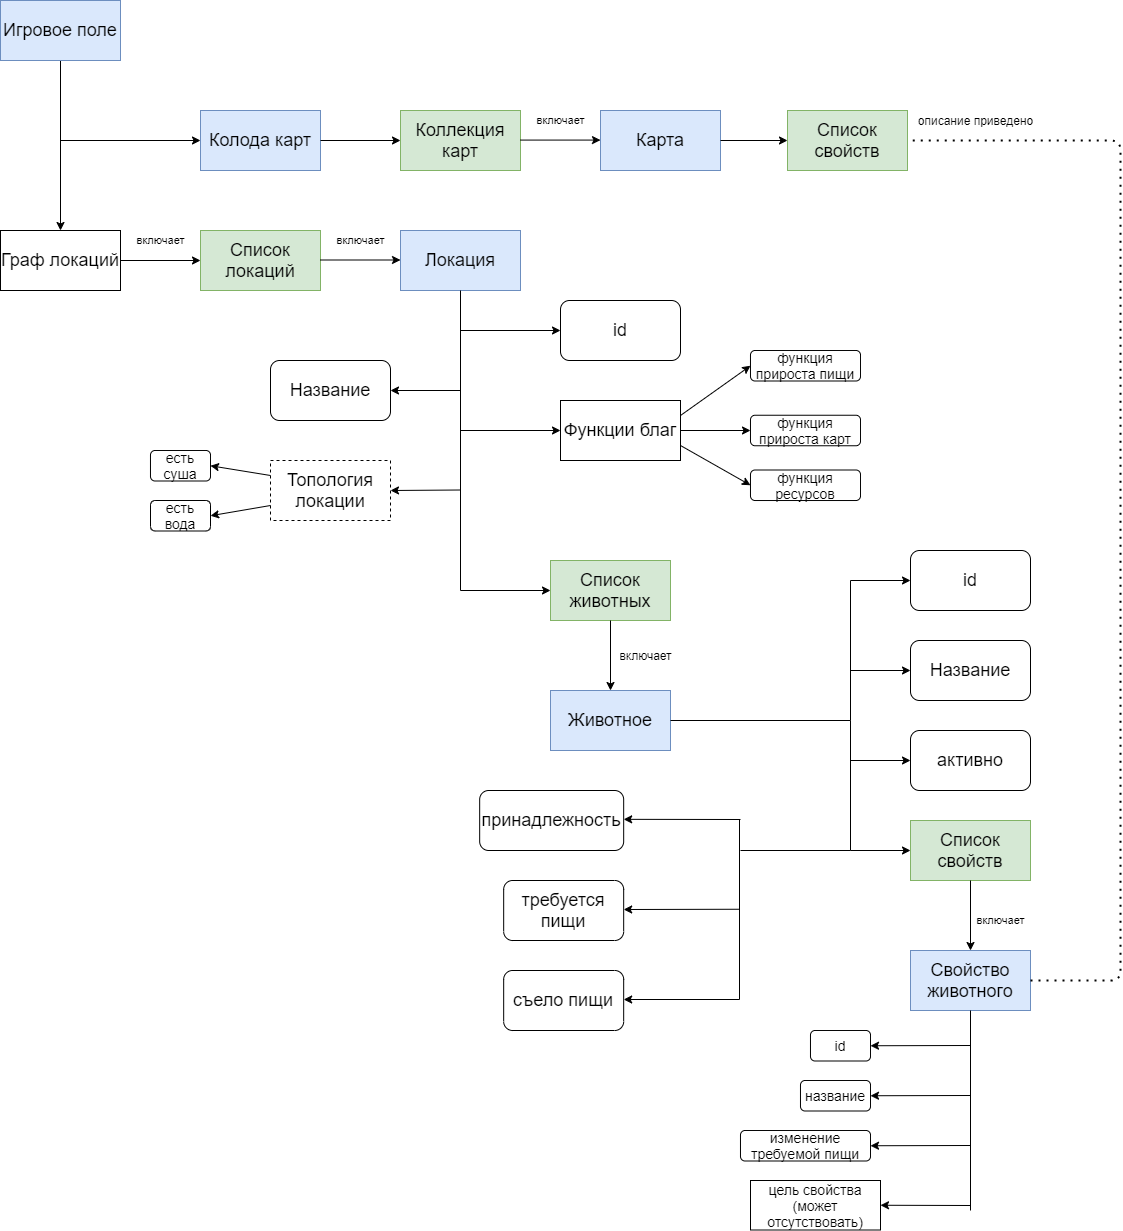 Игровое поле
Колода карт
Коллекция
карт
включает
Карта
Список
свойств
описание приведено
Граф локаций
включает
Список
локаций
включает
Локация
id
Название
функция
прироста пищи
Функции благ
функция
прироста карт
есть
суша
Топология
локации
функция
ресурсов
есть
вода
Список
животных
id
включает
Название
Животное
активно
принадлежность
Список
свойств
требуется
пищи
включает
съело пищи
Свойство
животного
id
название
изменение
требуемой пищи
цель свойства
(может
отсутствовать)